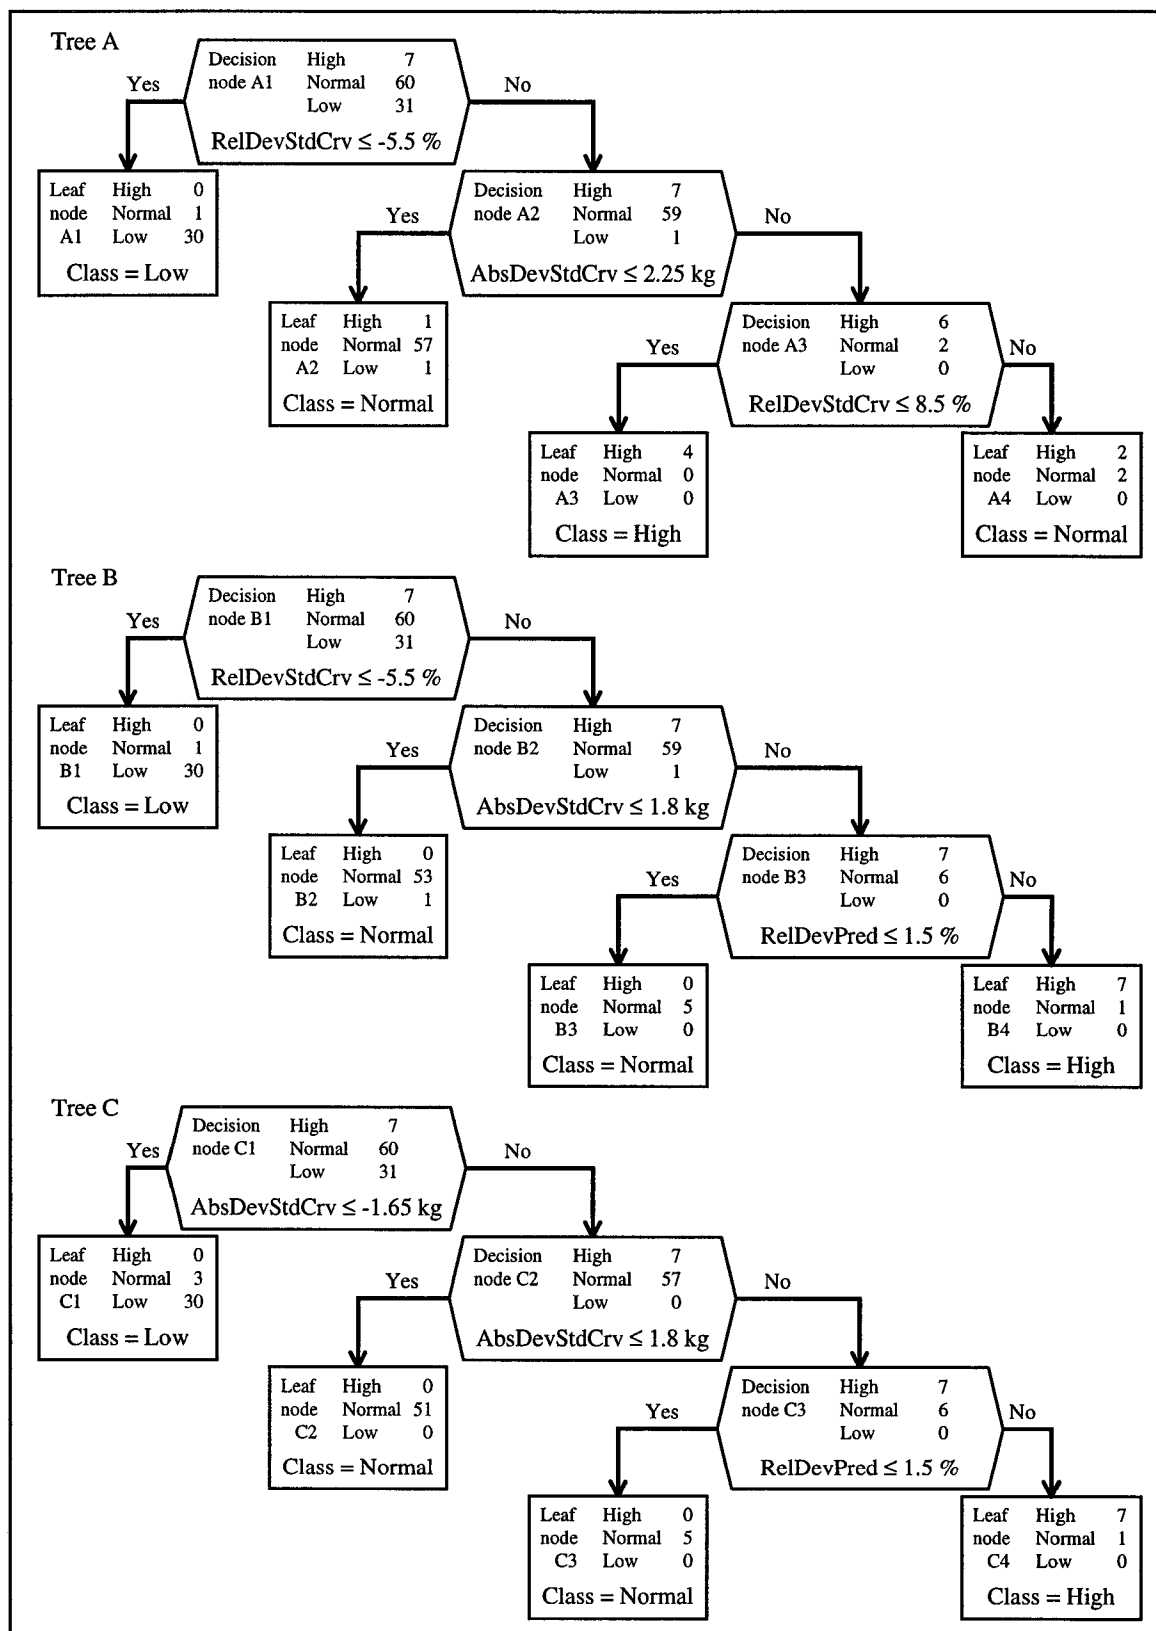 Tree A
Decision High 7
node A1 Normal 60
Low 31
RelDevStdCrv ≤ -5.5 %
Yes
No
Leaf High 0
node Normal 1
A1 Low 30
Class = Low
Decision High 7
node A2 Normal 59
Low 1
AbsDevStdCrv ≤ 2.25 kg
Yes
No
Leaf High 1
node Normal 57
A2 Low 1
Class = Normal
Decision High 6
node A3 Normal 2
Low 0
RelDevStdCrv ≤ 8.5 %
Yes
No
Leaf High 4
node Normal 0
A3 Low 0
Class = High
Leaf High 2
node Normal 2
A4 Low 0
Class = Normal
Tree B
Decision High 7
node B1 Normal 60
Low 31
RelDevStdCrv ≤ -5.5 %
Yes
No
Leaf High 0
node Normal 1
B1 Low 30
Class = Low
Decision High 7
node B2 Normal 59
Low 1
AbsDevStdCrv ≤ 1.8 kg
Yes
No
Leaf High 0
node Normal 53
B2 Low 1
Class = Normal
Decision High 7
node B3 Normal 6
Low 0
RelDevPred ≤ 1.5 %
Yes
No
Leaf High 0
node Normal 5
B3 Low 0
Class = Normal
Leaf High 7
node Normal 1
B4 Low 0
Class = High
Tree C
Decision High 7
node C1 Normal 60
Low 31
AbsDevStdCrv ≤ -1.65 kg
Yes
No
Leaf High 0
node Normal 3
C1 Low 30
Class = Low
Decision High 7
node C2 Normal 57
Low 0
AbsDevStdCrv ≤ 1.8 kg
Yes
No
Leaf High 0
node Normal 51
C2 Low 0
Class = Normal
Decision High 7
node C3 Normal 6
Low 0
RelDevPred ≤ 1.5 %
Yes
No
Leaf High 0
node Normal 5
C3 Low 0
Class = Normal
Leaf High 7
node Normal 1
C4 Low 0
Class = High